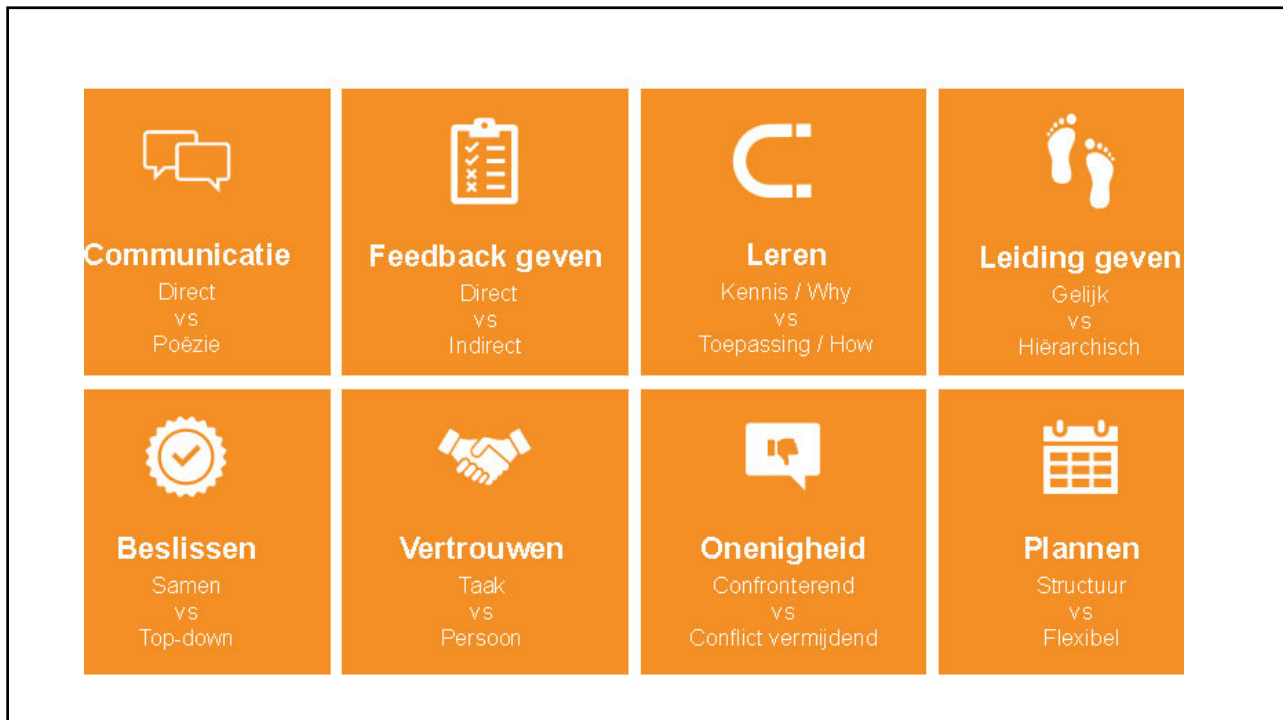 Communicatie
Direct
vs
Poëzie
Feedback geven
Direct
vs
Indirect
Leren
Kennis / Why
vs
Toepassing / How
Leiding geven
Gelijk
vs
Hiërarchisch
Beslissen
Samen
vs
Top-down
Vertrouwen
Taak
vs
Persoon
Onenigheid
Confronterend
vs
Conflict vermijdend
Plannen
Structuur
vs
Flexibel